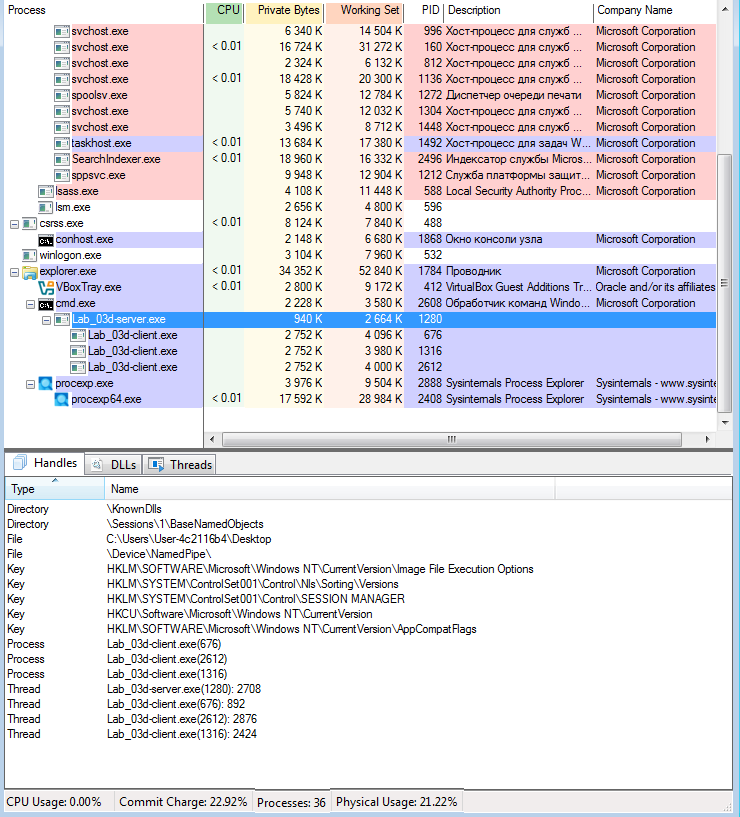 Process CPU Private Bytes Working Set PID Description Company Name
svchost.exe 6 340 K 14 504 K 996 Хост-процесс для служб ... Microsoft Corporation
svchost.exe < 0.01 16 724 K 31 272 K 160 Хост-процесс для служб ... Microsoft Corporation
svchost.exe 2 324 K 6 132 K 812 Хост-процесс для служб ... Microsoft Corporation
svchost.exe < 0.01 18 428 K 20 300 K 1136 Хост-процесс для служб ... Microsoft Corporation
spoolsv.exe 5 824 K 12 784 K 1272 Диспетчер очереди печати Microsoft Corporation
svchost.exe 5 740 K 12 032 K 1304 Хост-процесс для служб ... Microsoft Corporation
svchost.exe 3 496 K 8 712 K 1448 Хост-процесс для служб ... Microsoft Corporation
taskhost.exe < 0.01 13 684 K 17 380 K 1492 Хост-процесс для задач W... Microsoft Corporation
SearchIndexer.exe < 0.01 18 960 K 16 332 K 2496 Индексатор службы Micros... Microsoft Corporation
sppsvc.exe 9 948 K 12 904 K 1212 Служба платформы защит... Microsoft Corporation
lsass.exe 4 108 K 11 448 K 588 Local Security Authority Proc... Microsoft Corporation
lsm.exe 2 656 K 4 800 K 596
csrss.exe < 0.01 8 124 K 7 840 K 488
conhost.exe 2 148 K 6 680 K 1868 Окно консоли узла Microsoft Corporation
winlogon.exe 3 104 K 7 960 K 532
explorer.exe < 0.01 34 352 K 52 840 K 1784 Проводник Microsoft Corporation
VBoxTray.exe < 0.01 2 800 K 9 172 K 412 VirtualBox Guest Additions Tr... Oracle and/or its affiliates
cmd.exe 2 228 K 3 580 K 2608 Обработчик команд Windo... Microsoft Corporation
Lab_03d-server.exe 940 K 2 664 K 1280
Lab_03d-client.exe 2 752 K 4 096 K 676
Lab_03d-client.exe 2 752 K 3 980 K 1316
Lab_03d-client.exe 2 752 K 4 000 K 2612
procexp.exe 3 976 K 9 504 K 2888 Sysinternals Process Explorer Sysinternals - www.sysinte
procexp64.exe < 0.01 17 592 K 28 984 K 2408 Sysinternals Process Explorer Sysinternals - www.sysinte
Handles DLLs Threads
Type Name
Directory \KnownDlls
Directory \Sessions\1\BaseNamedObjects
File C:\Users\User-4c2116b4\Desktop
File \Device\NamedPipe\
Key HKLM\SOFTWARE\Microsoft\Windows NT\CurrentVersion\Image File Execution Options
Key HKLM\SYSTEM\ControlSet001\Control\Nls\Sorting\Versions
Key HKLM\SYSTEM\ControlSet001\Control\SESSION MANAGER
Key HKCU\Software\Microsoft\Windows NT\CurrentVersion
Key HKLM\SOFTWARE\Microsoft\Windows NT\CurrentVersion\AppCompatFlags
Process Lab_03d-client.exe(676)
Process Lab_03d-client.exe(2612)
Process Lab_03d-client.exe(1316)
Thread Lab_03d-server.exe(1280): 2708
Thread Lab_03d-client.exe(676): 892
Thread Lab_03d-client.exe(2612): 2876
Thread Lab_03d-client.exe(1316): 2424
CPU Usage: 0.00% Commit Charge: 22.92% Processes: 36 Physical Usage: 21.22%